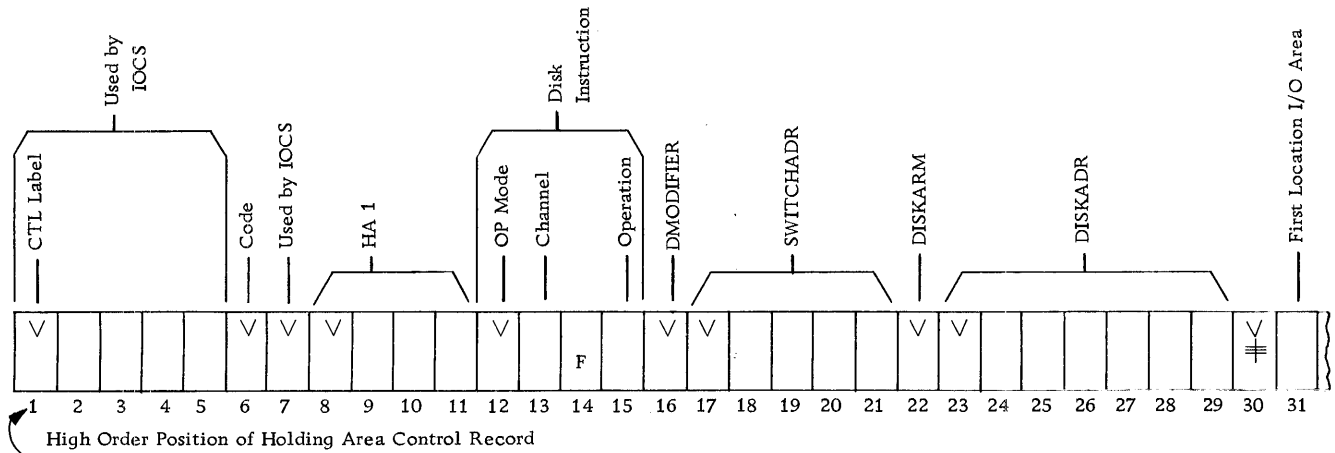 Used by
IOCS
CTL Label
Code
Used by IOCS
HA 1
Disk
Instruction
OP Mode
Channel
Operation
DMODIFIER
SWITCHADR
DISKARM
DISKADR
First Location I/O Area
F
1 2 3 4 5 6 7 8 9 10 11 12 13 14 15 16 17 18 19 20 21 22 23 24 25 26 27 28 29 30 31
High Order Position of Holding Area Control Record